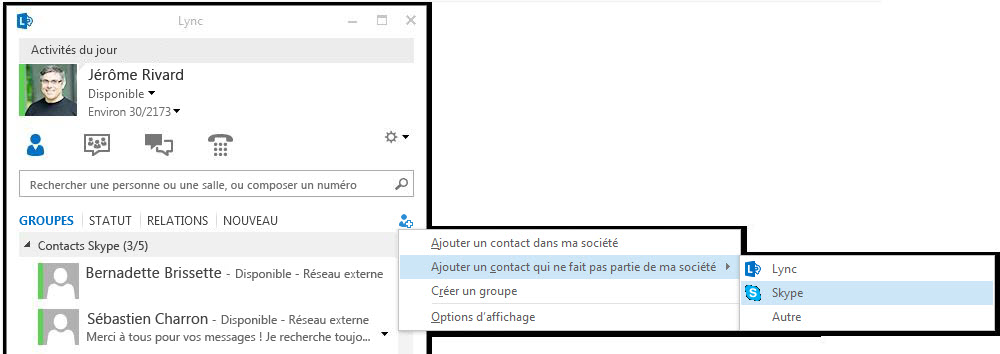 Lync
Activités du jour
Jérôme Rivard
Disponible
Environ 30/2173
Rechercher une personne ou une salle, ou composer un numéro
GROUPES STATUT RELATIONS NOUVEAU
Contacts Skype (3/5)
Bernadette Brissette - Disponible - Réseau externe
Sébastien Charron - Disponible - Réseau externe
Merci à tous pour vos messages ! Je recherche toujo...
Ajouter un contact dans ma société
Ajouter un contact qui ne fait pas partie de ma société
Créer un groupe
Options d'affichage
Lync
Skype
Autre